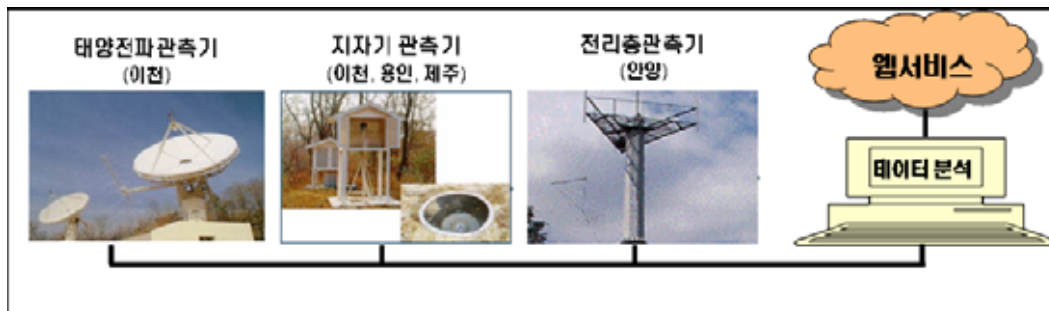 태양전파관측기
(이천)
지자기 관측기
(이천, 용인, 제주)
전리층관측기
(안양)
웹서비스
데이터 분석